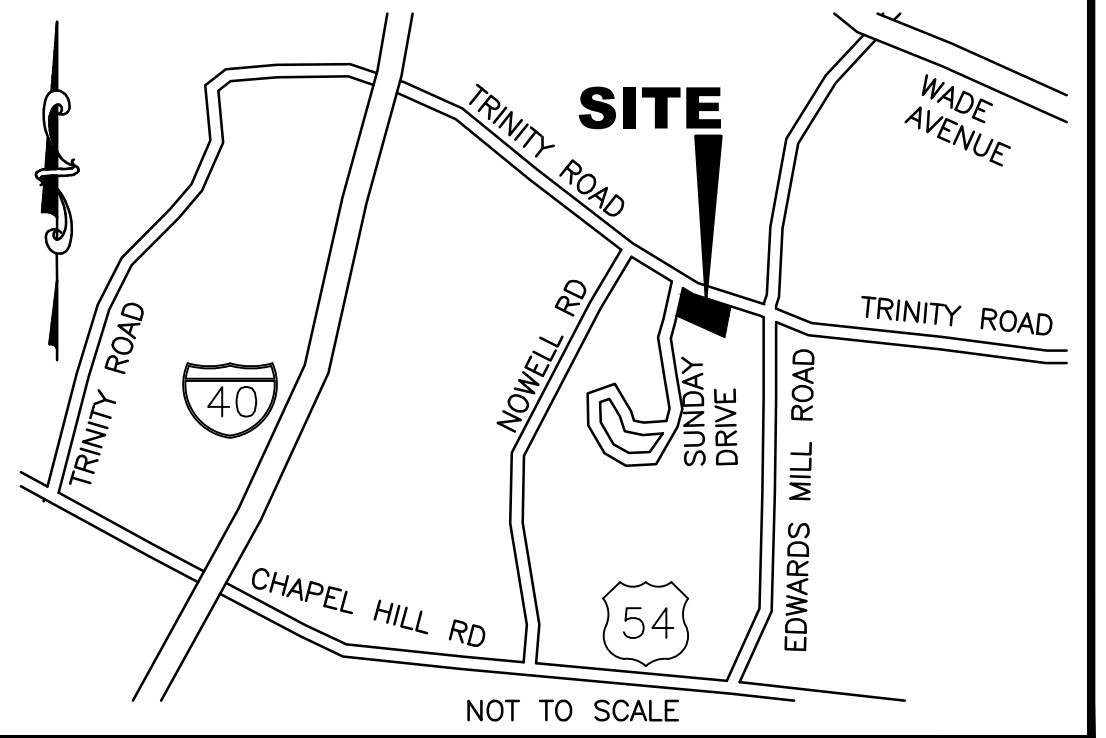 WADE
AVENUE
SITE
TRINITY ROAD
TRINITY ROAD
NOWELL RD
TRINITY ROAD
40
SUNDAY
DRIVE
EDWARDS MILL ROAD
CHAPEL HILL RD
54
NOT TO SCALE